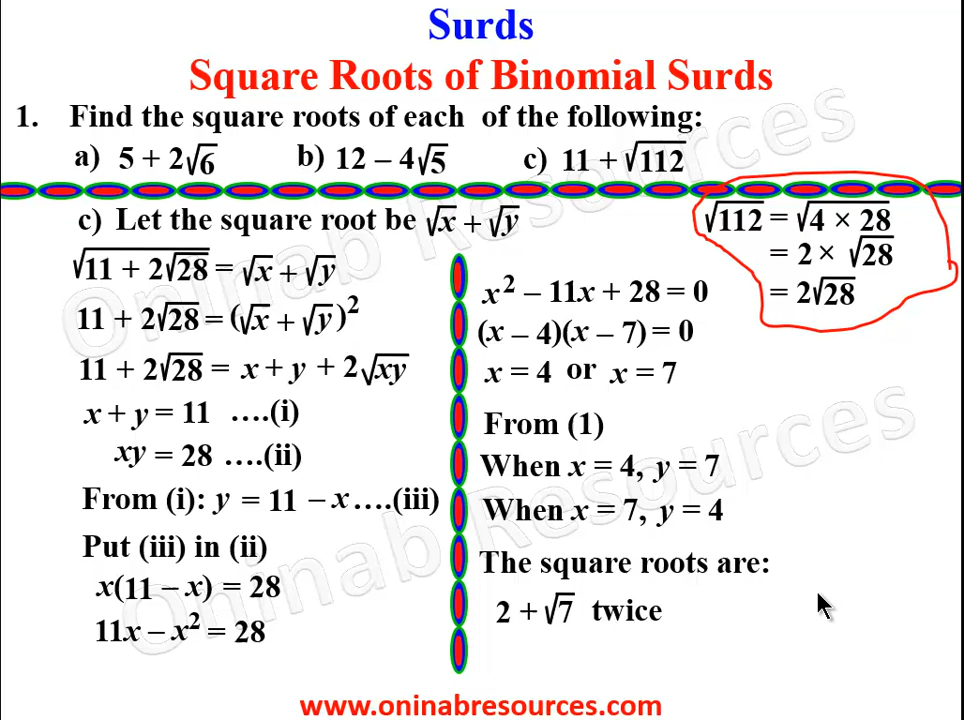 Surds
Square Roots of Binomial Surds
1. Find the square roots of each of the following:
a) 5 + 2√6 b) 12 – 4√5 c) 11 + √112
c) Let the square root be √x + √y
√(11 + 2√28) = √x + √y
11 + 2√28 = (√x + √y)²
11 + 2√28 = x + y + 2√xy
x + y = 11 ….(i)
xy = 28 ….(ii)
From (i): y = 11 – x ….(iii)
Put (iii) in (ii)
x(11 – x) = 28
11x – x² = 28
√112 = √4 × 28
= 2 × √28
= 2√28
x² – 11x + 28 = 0
(x – 4)(x – 7) = 0
x = 4 or x = 7
From (1)
When x = 4, y = 7
When x = 7, y = 4
The square roots are:
2 + √7 twice
Oninab Resources
Oninab Resources
www.oninabresources.com